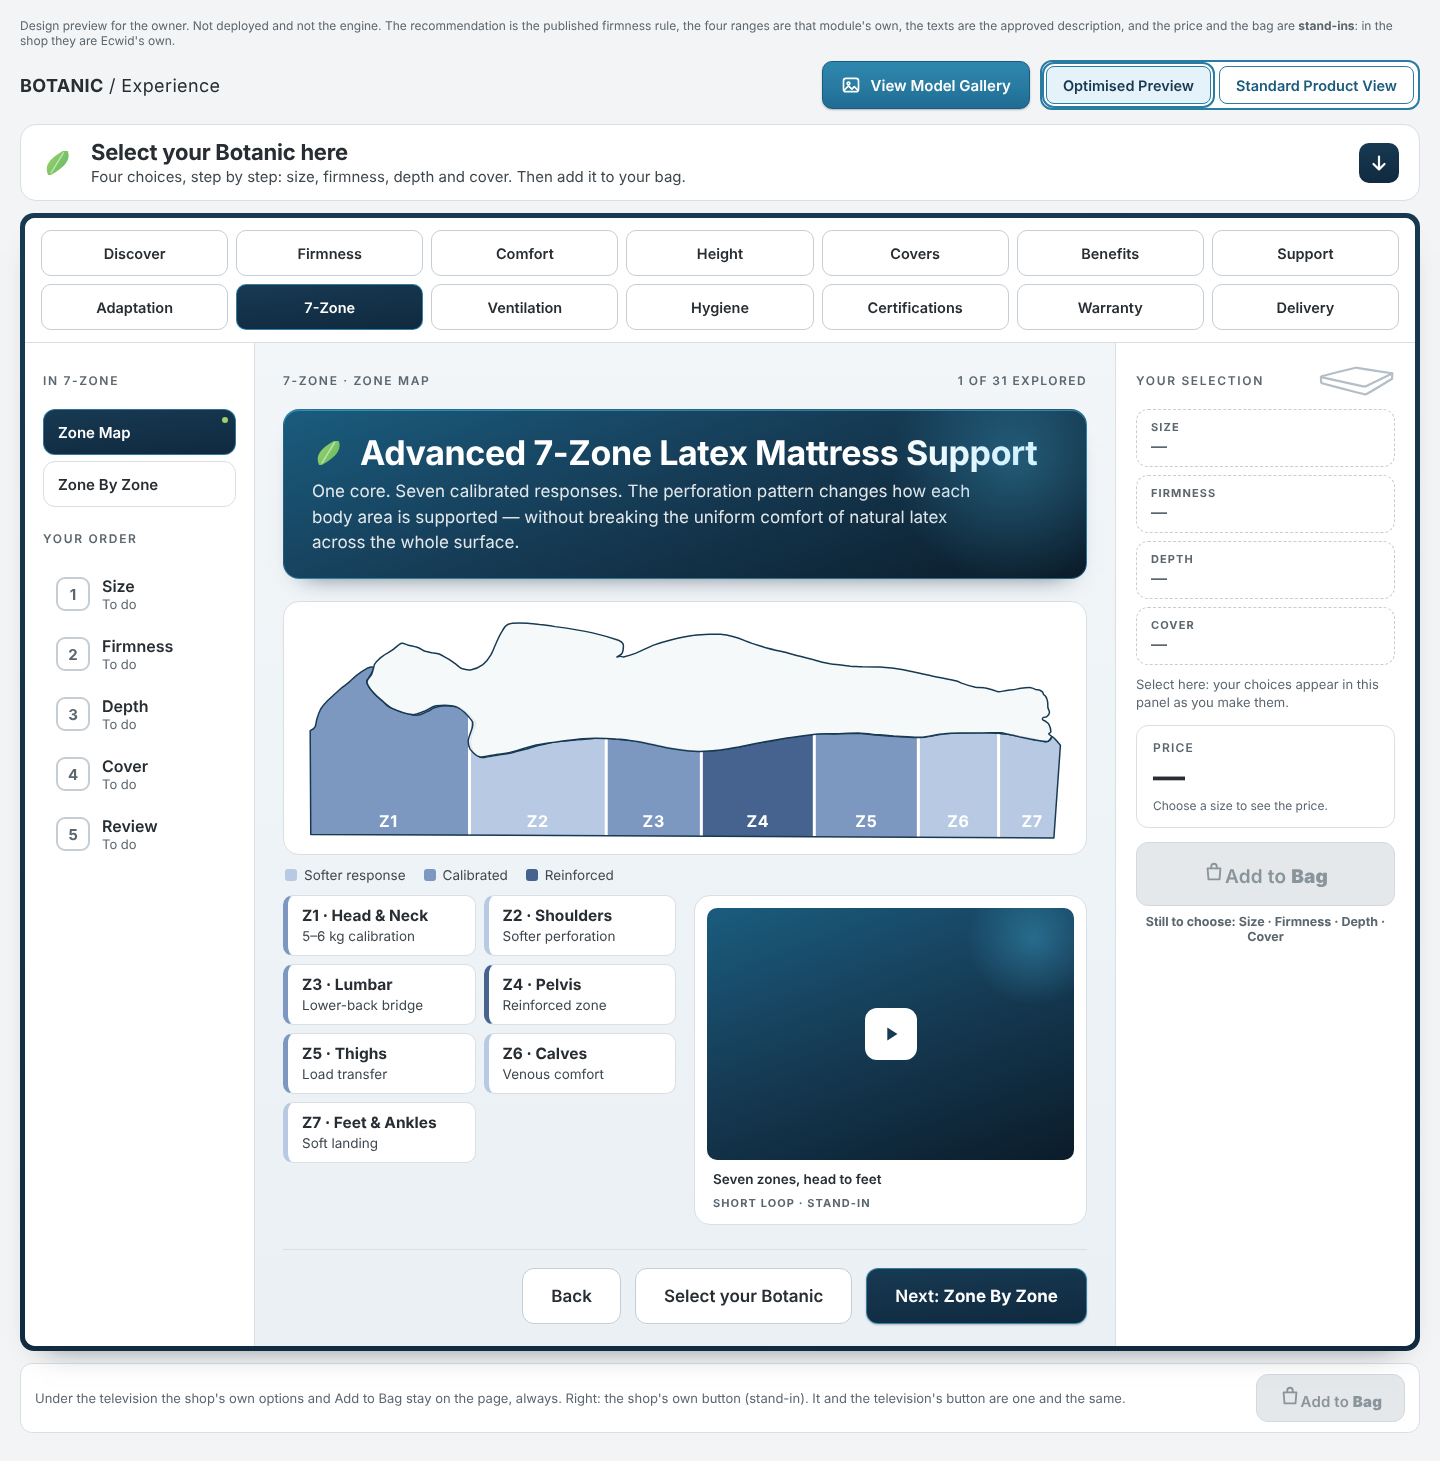 Design preview for the owner. Not deployed and not the engine. The recommendation is the published firmness rule, the four ranges are that module's own, the texts are the approved description, and the price and the bag are stand-ins: in the
shop they are Ecwid's own.
BOTANIC / Experience
View Model Gallery
Optimised Preview
Standard Product View
Select your Botanic here
Four choices, step by step: size, firmness, depth and cover. Then add it to your bag.
Discover
Firmness
Comfort
Height
Covers
Benefits
Support
Adaptation
7-Zone
Ventilation
Hygiene
Certifications
Warranty
Delivery
IN 7-ZONE
Zone Map
Zone By Zone
YOUR ORDER
1
Size
To do
2
Firmness
To do
3
Depth
To do
4
Cover
To do
5
Review
To do
7-ZONE · ZONE MAP
1 OF 31 EXPLORED
Advanced 7-Zone Latex Mattress Support
One core. Seven calibrated responses. The perforation pattern changes how each
body area is supported — without breaking the uniform comfort of natural latex
across the whole surface.
Z1
Z2
Z3
Z4
Z5
Z6
Z7
Softer response
Calibrated
Reinforced
Z1 · Head & Neck
5–6 kg calibration
Z2 · Shoulders
Softer perforation
Z3 · Lumbar
Lower-back bridge
Z4 · Pelvis
Reinforced zone
Z5 · Thighs
Load transfer
Z6 · Calves
Venous comfort
Z7 · Feet & Ankles
Soft landing
Seven zones, head to feet
SHORT LOOP · STAND-IN
Back
Select your Botanic
Next: Zone By Zone
YOUR SELECTION
SIZE
—
FIRMNESS
—
DEPTH
—
COVER
—
Select here: your choices appear in this
panel as you make them.
PRICE
—
Choose a size to see the price.
Add to Bag
Still to choose: Size · Firmness · Depth ·
Cover
Under the television the shop's own options and Add to Bag stay on the page, always. Right: the shop's own button (stand-in). It and the television's button are one and the same.
Add to Bag